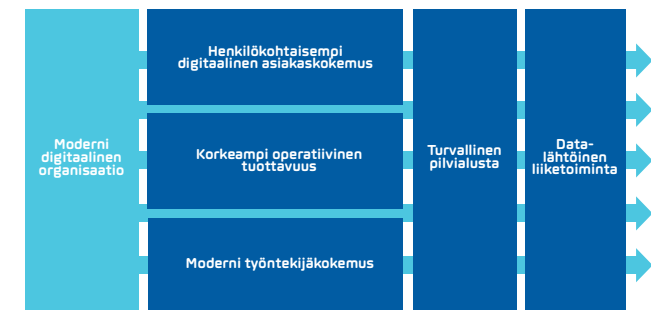 Moderni
digitaalinen
organisaatio
Henkilökohtaisempi
digitaalinen asiakaskokemus
Korkeampi operatiivinen
tuottavuus
Moderni työntekijäkokemus
Turvallinen
pilvialusta
Data-
lähtöinen
liiketoiminta